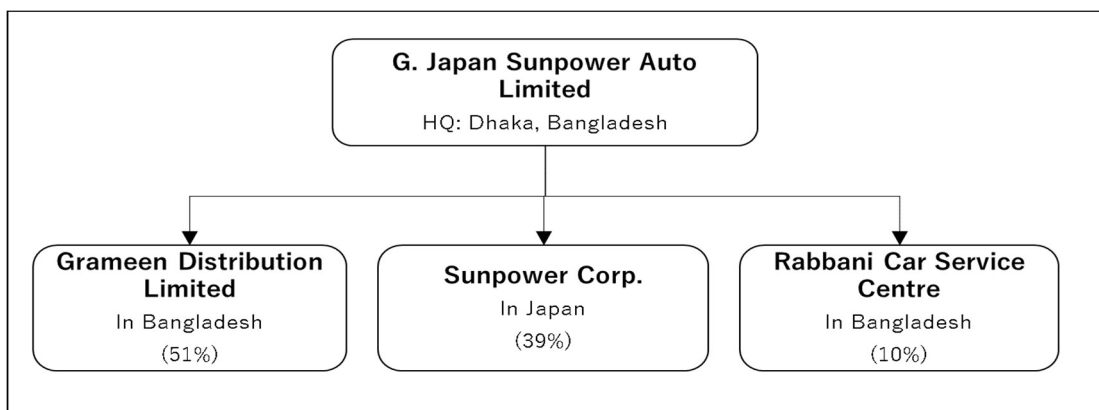 G. Japan Sunpower Auto
Limited
HQ: Dhaka, Bangladesh
Grameen Distribution
Limited
In Bangladesh
(51%)
Sunpower Corp.
In Japan
(39%)
Rabbani Car Service
Centre
In Bangladesh
(10%)